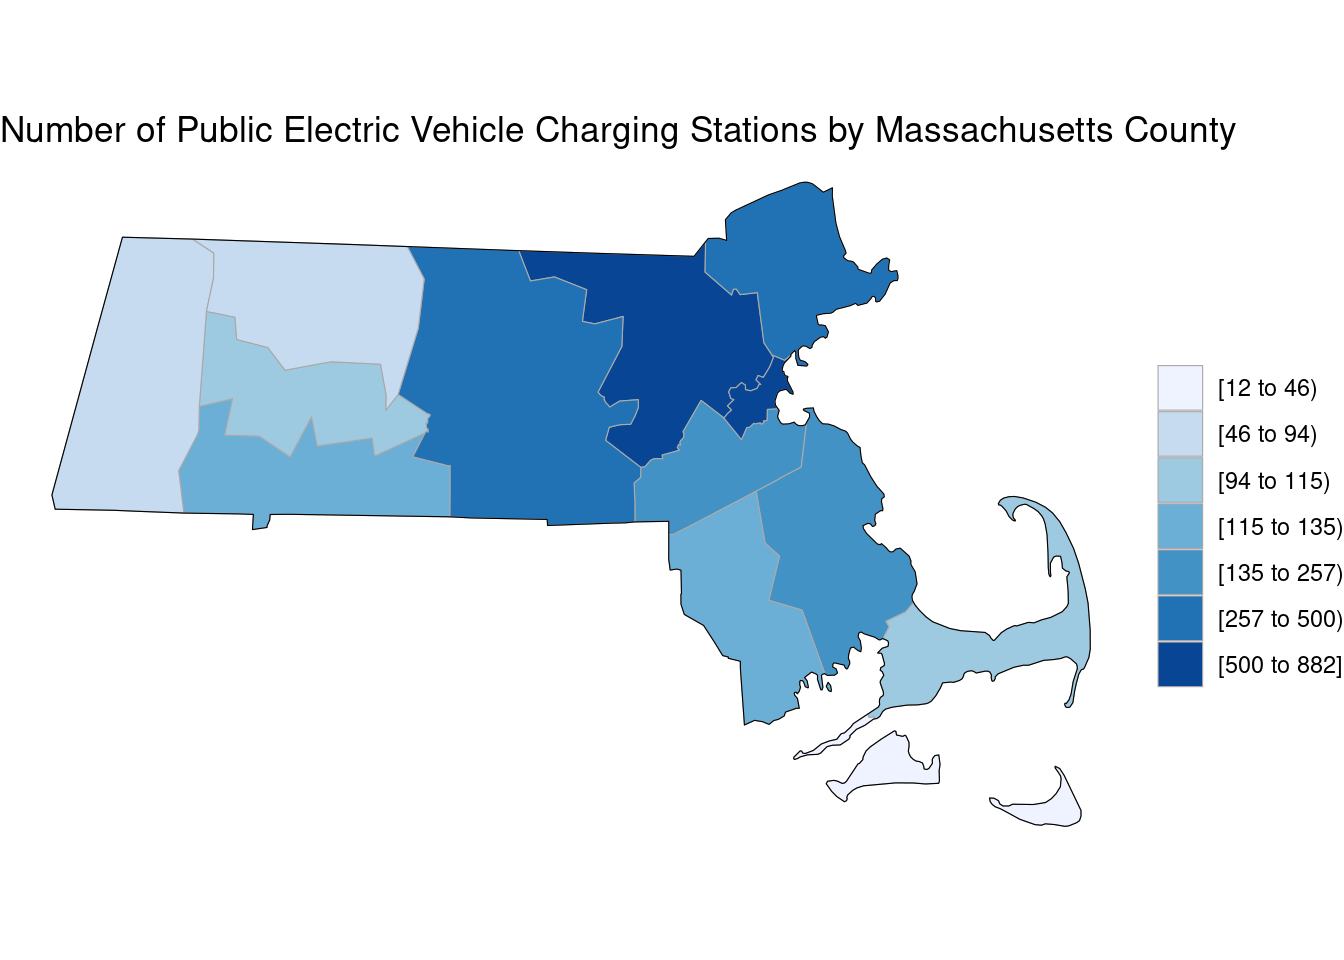 Number of Public Electric Vehicle Charging Stations by Massachusetts County
[12 to 46)
[46 to 94)
[94 to 115)
[115 to 135)
[135 to 257)
[257 to 500)
[500 to 882]